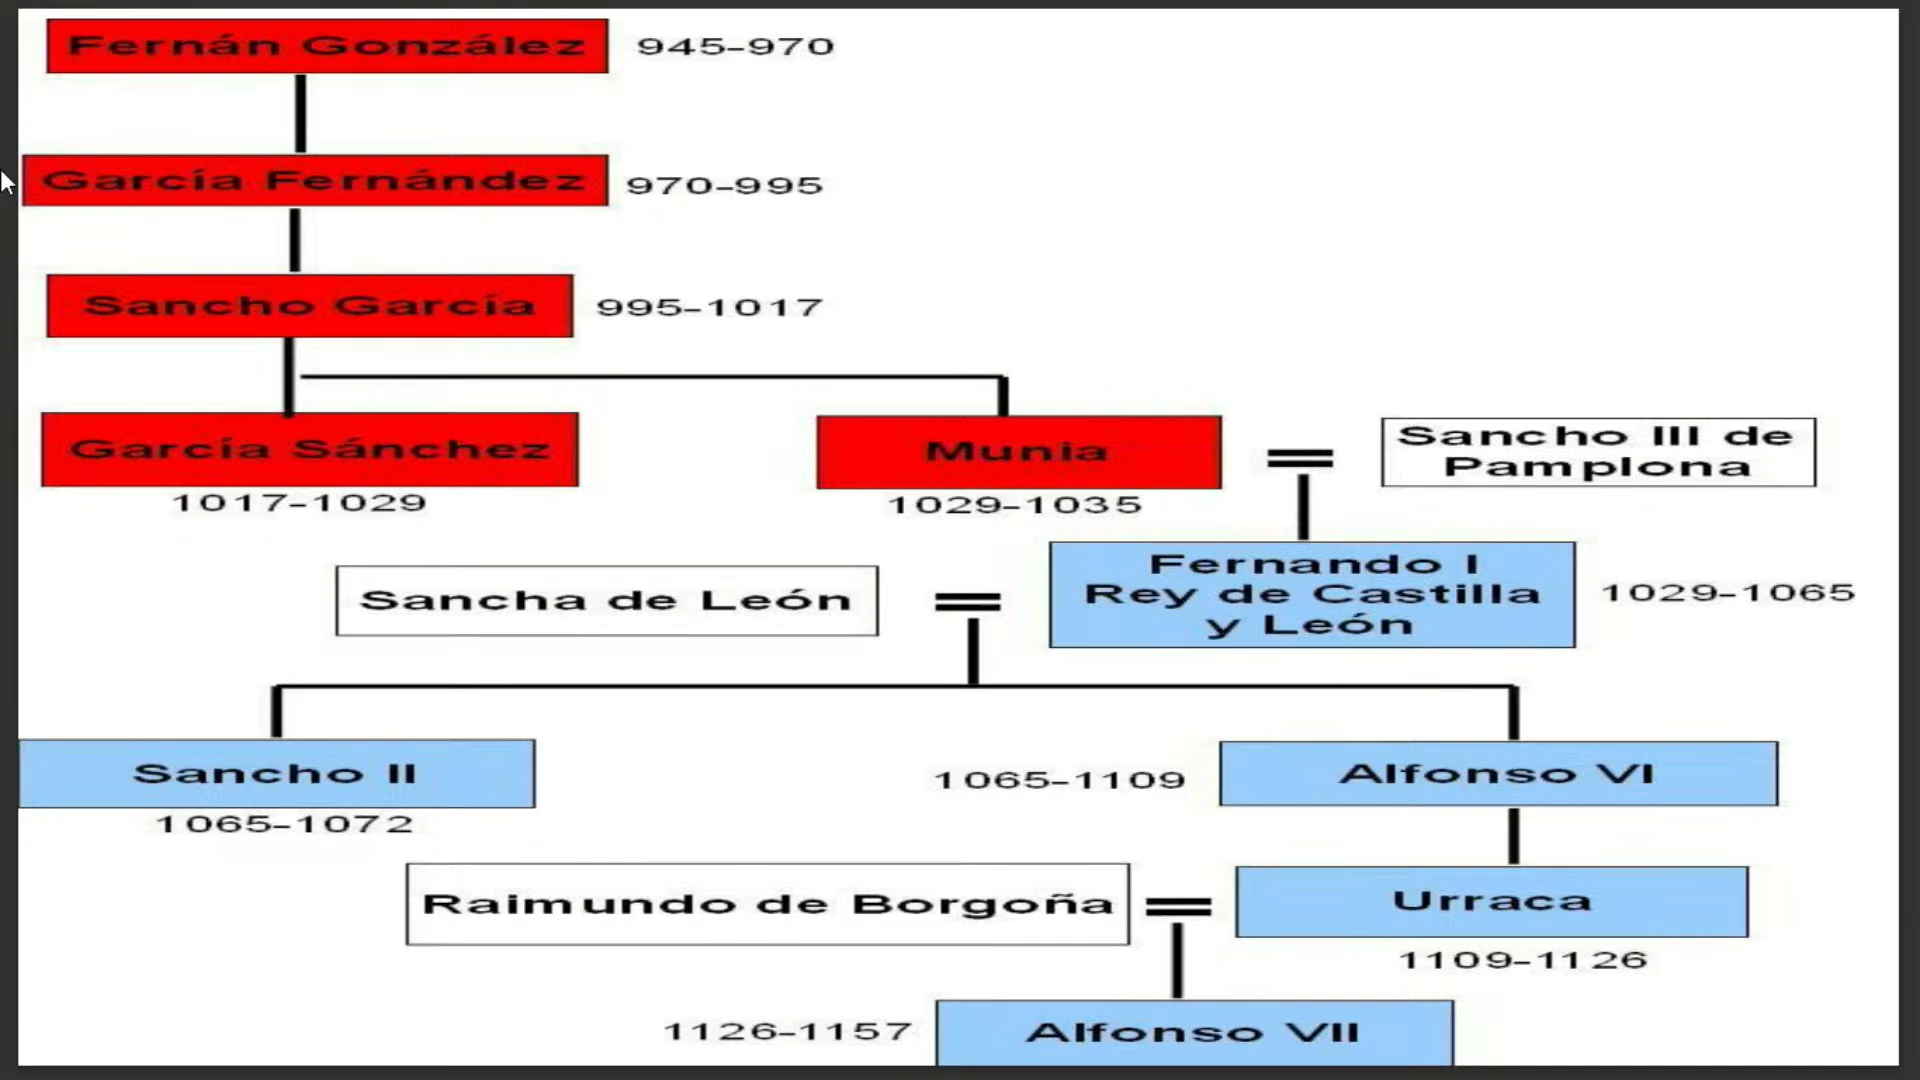 Fernán González 945-970
García Fernández 970-995
Sancho García 995-1017
García Sánchez
1017-1029
Munia
1029-1035
Sancho III de
Pamplona
Sancha de León
Fernando I
Rey de Castilla
y León
1029-1065
Sancho II
1065-1072
1065-1109 Alfonso VI
Raimundo de Borgoña
Urraca
1109-1126
1126-1157 Alfonso VII